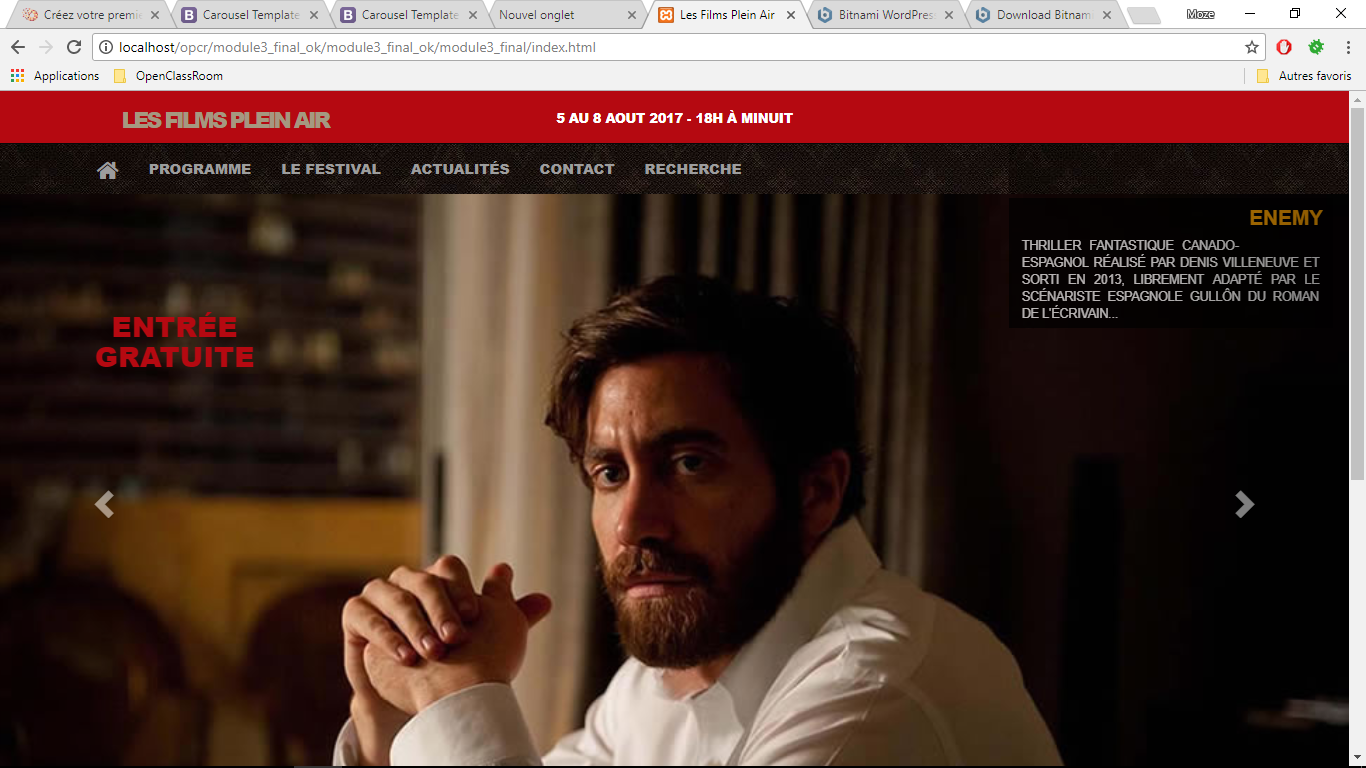 Créez votre premie
Carousel Template
Carousel Template
Nouvel onglet
Les Films Plein Air
Bitnami WordPres
Download Bitnami
Moze
localhost/opcr/module3_final_ok/module3_final_ok/module3_final/index.html
Applications
OpenClassRoom
Autres favoris
LES FILMS PLEIN AIR
5 AU 8 AOUT 2017 - 18H À MINUIT
PROGRAMME
LE FESTIVAL
ACTUALITÉS
CONTACT
RECHERCHE
ENEMY
THRILLER FANTASTIQUE CANADO-
ESPAGNOL RÉALISÉ PAR DENIS VILLENEUVE ET
SORTI EN 2013, LIBREMENT ADAPTÉ PAR LE
SCÉNARISTE ESPAGNOLE GULLÔN DU ROMAN
DE L'ÉCRIVAIN...
ENTRÉE
GRATUITE